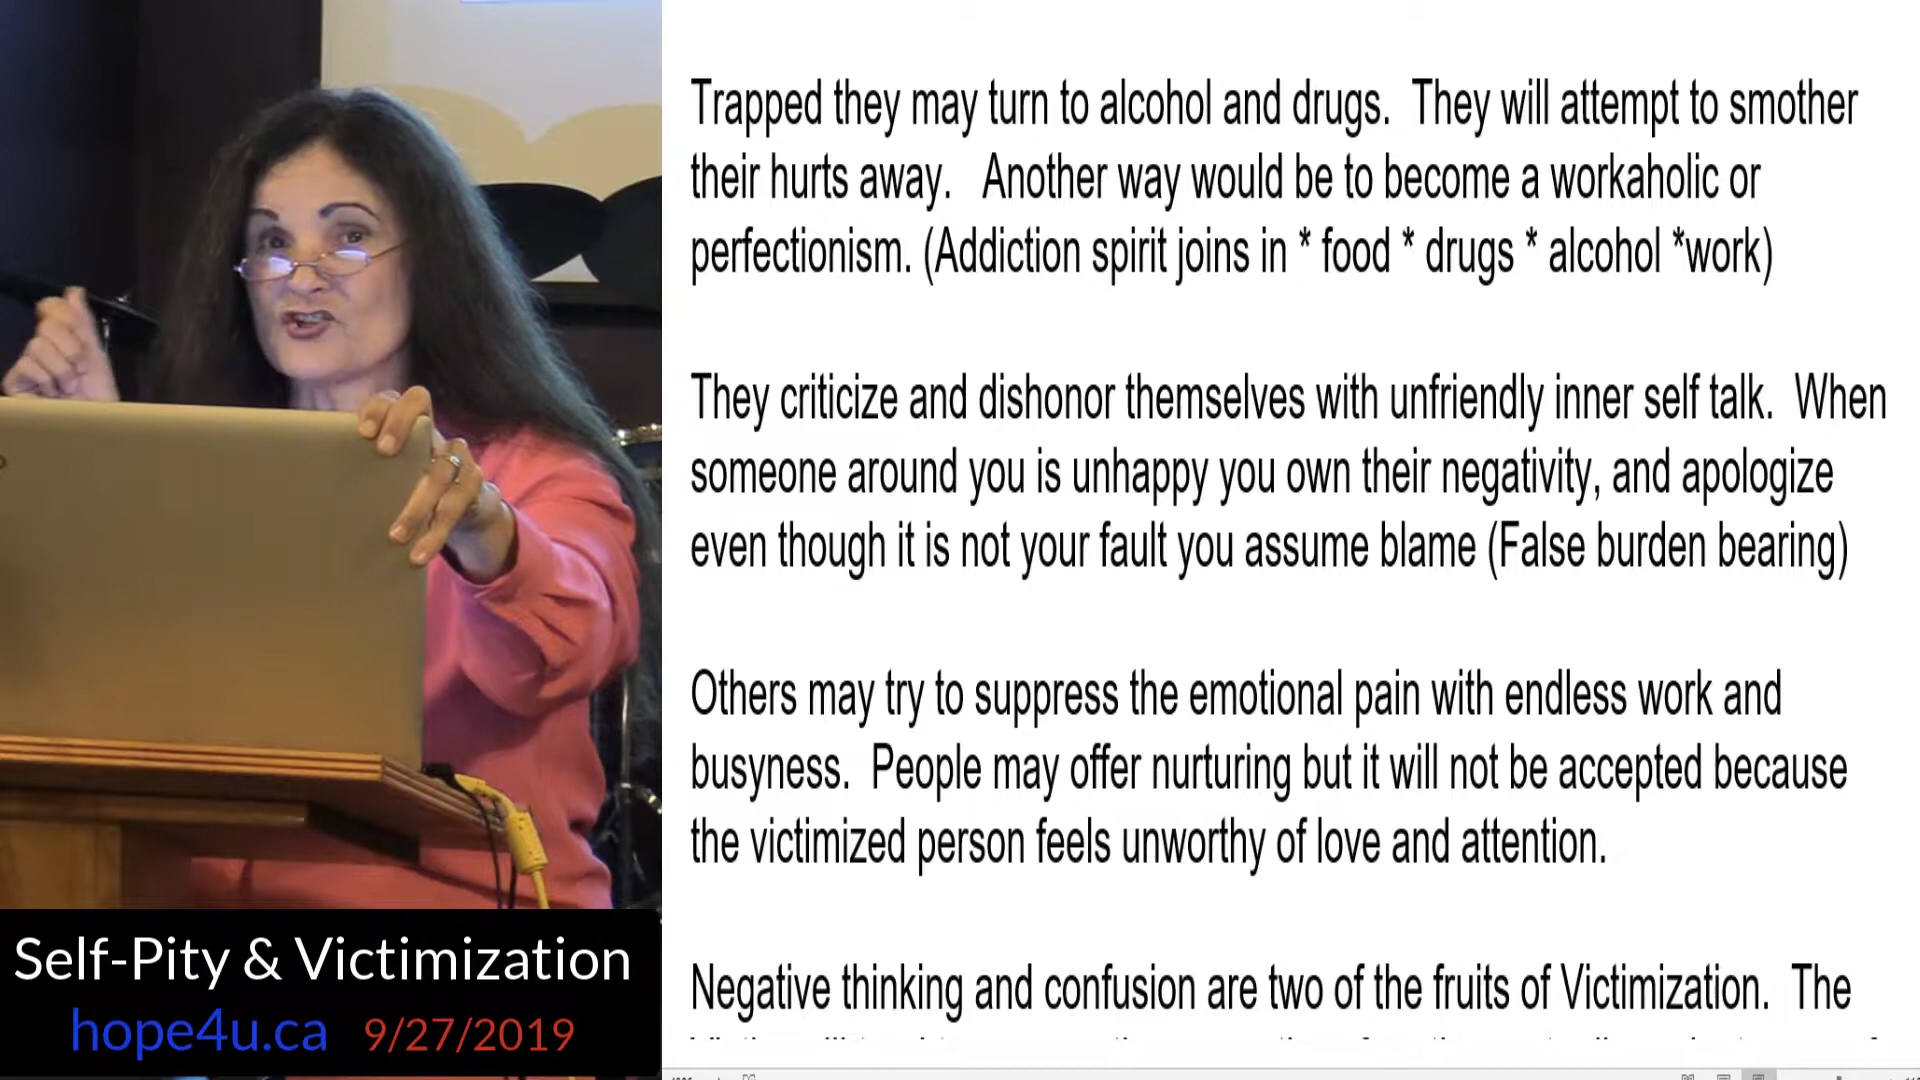 Trapped they may turn to alcohol and drugs.  They will attempt to smother
their hurts away.   Another way would be to become a workaholic or
perfectionism. (Addiction spirit joins in * food * drugs * alcohol *work)
They criticize and dishonor themselves with unfriendly inner self talk.  When
someone around you is unhappy you own their negativity, and apologize
even though it is not your fault you assume blame (False burden bearing)
Others may try to suppress the emotional pain with endless work and
busyness.  People may offer nurturing but it will not be accepted because
the victimized person feels unworthy of love and attention.
Negative thinking and confusion are two of the fruits of Victimization.  The
Self-Pity & Victimization
hope4u.ca 9/27/2019